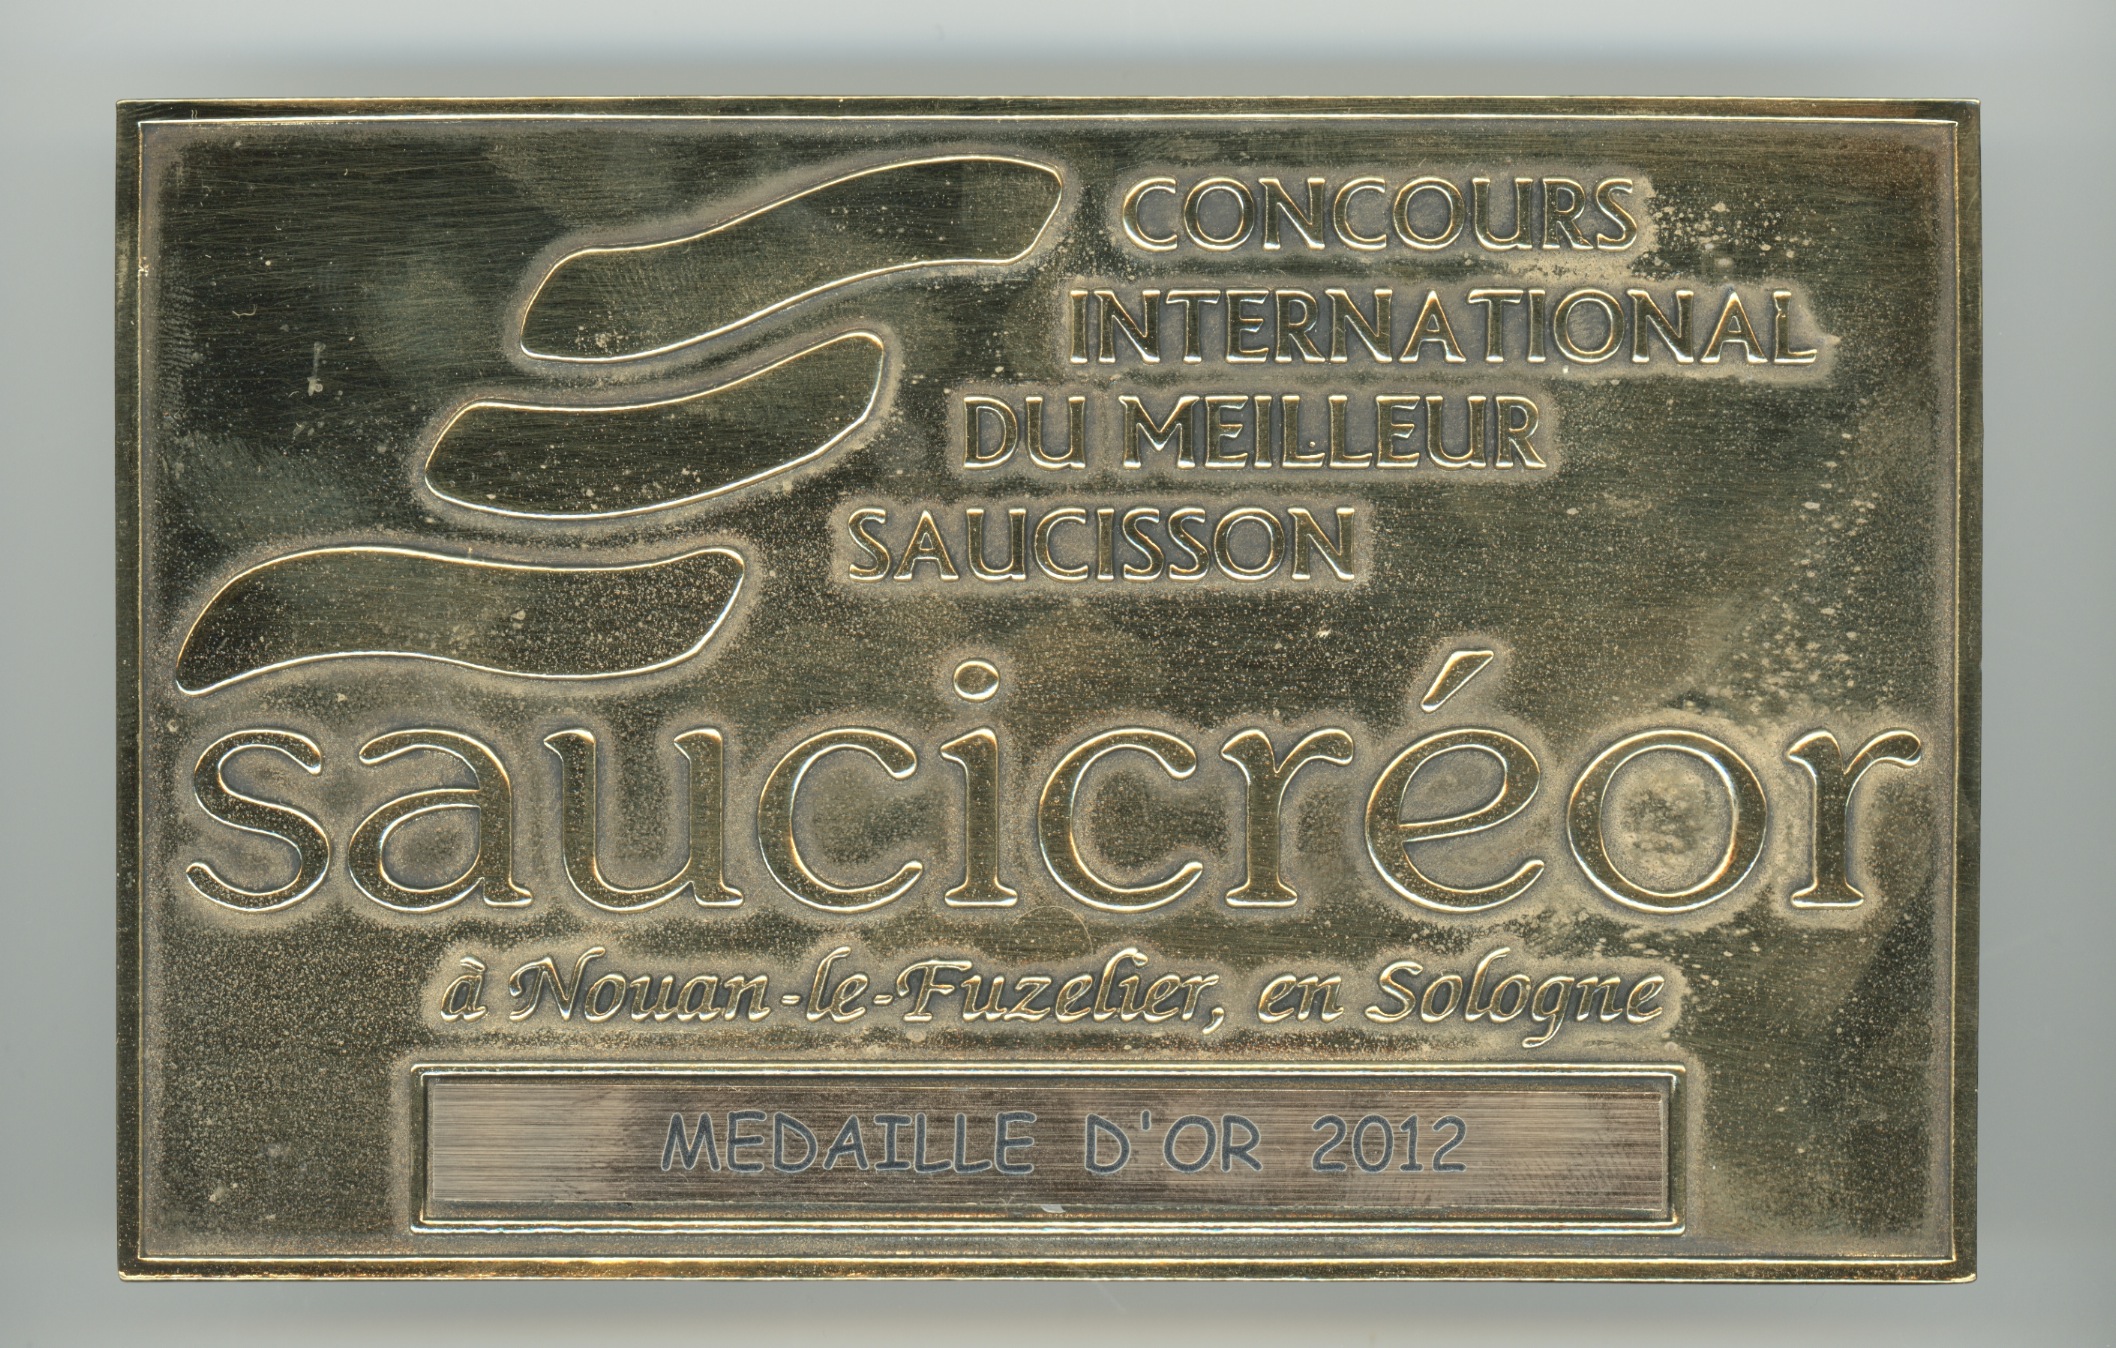 CONCOURS
INTERNATIONAL
DU MEILLEUR
SAUCISSON
saucicréor
à Nouan-le-Fuzelier, en Sologne
MEDAILLE D'OR 2012